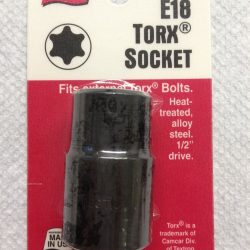 E18
TORX®
SOCKET
Fits external Torx® Bolts.
Heat-
treated,
alloy
steel.
1/2"
drive.
MADE
IN US
Torx® is a
trademark of
Camcar Div.
of Textron